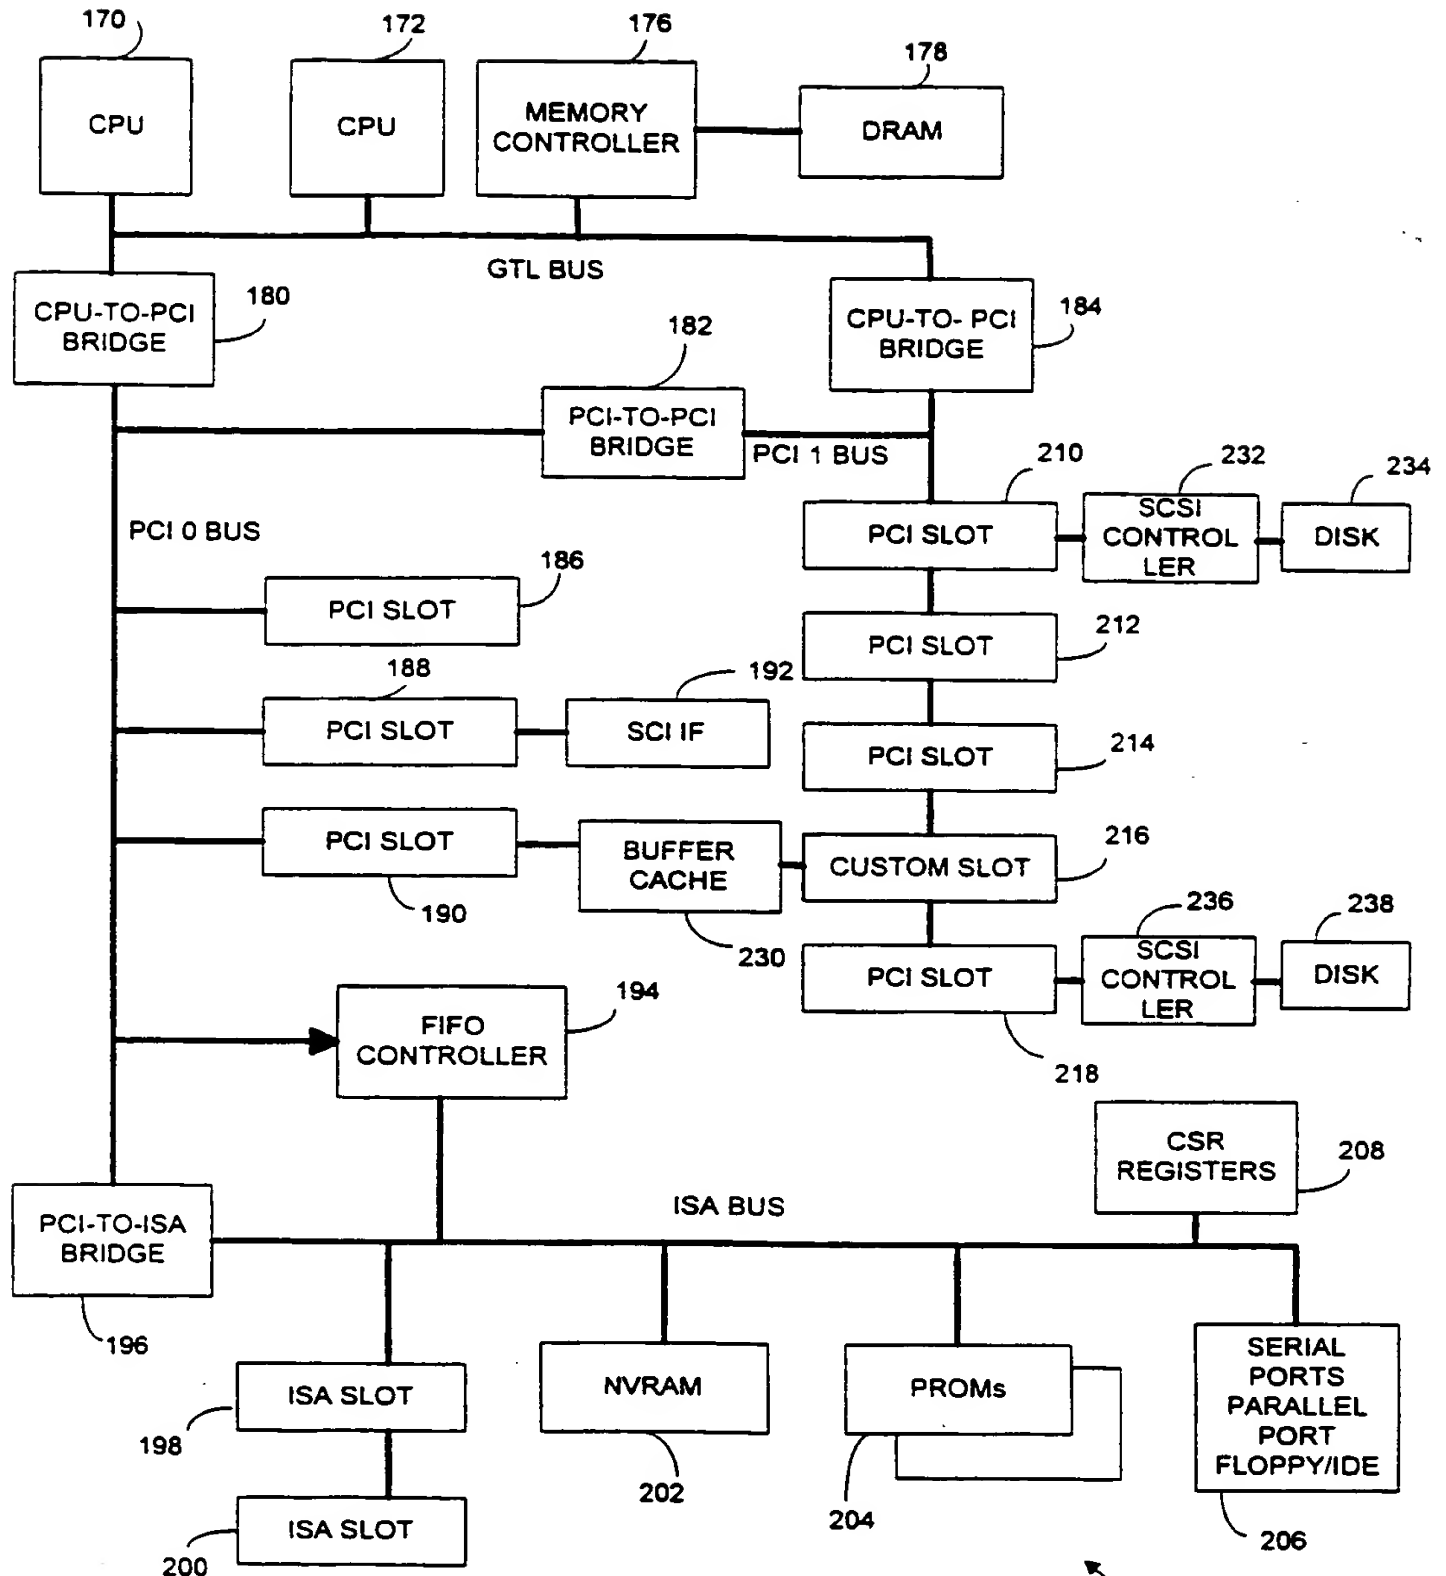 170
172
176
178
CPU
CPU
MEMORY
CONTROLLER
DRAM
GTL BUS
CPU-TO-PCI
BRIDGE
180
182
CPU-TO- PCI
BRIDGE
184
PCI-TO-PCI
BRIDGE
PCI 1 BUS
PCI 0 BUS
210
232
234
PCI SLOT
SCSI
CONTROL
LER
DISK
186
PCI SLOT
212
PCI SLOT
188
192
PCI SLOT
SCI IF
214
PCI SLOT
PCI SLOT
190
BUFFER
CACHE
230
CUSTOM SLOT
216
236
238
PCI SLOT
SCSI
CONTROL
LER
DISK
218
194
FIFO
CONTROLLER
CSR
REGISTERS
208
ISA BUS
PCI-TO-ISA
BRIDGE
196
ISA SLOT
198
ISA SLOT
200
NVRAM
202
PROMs
204
SERIAL
PORTS
PARALLEL
PORT
FLOPPY/IDE
206